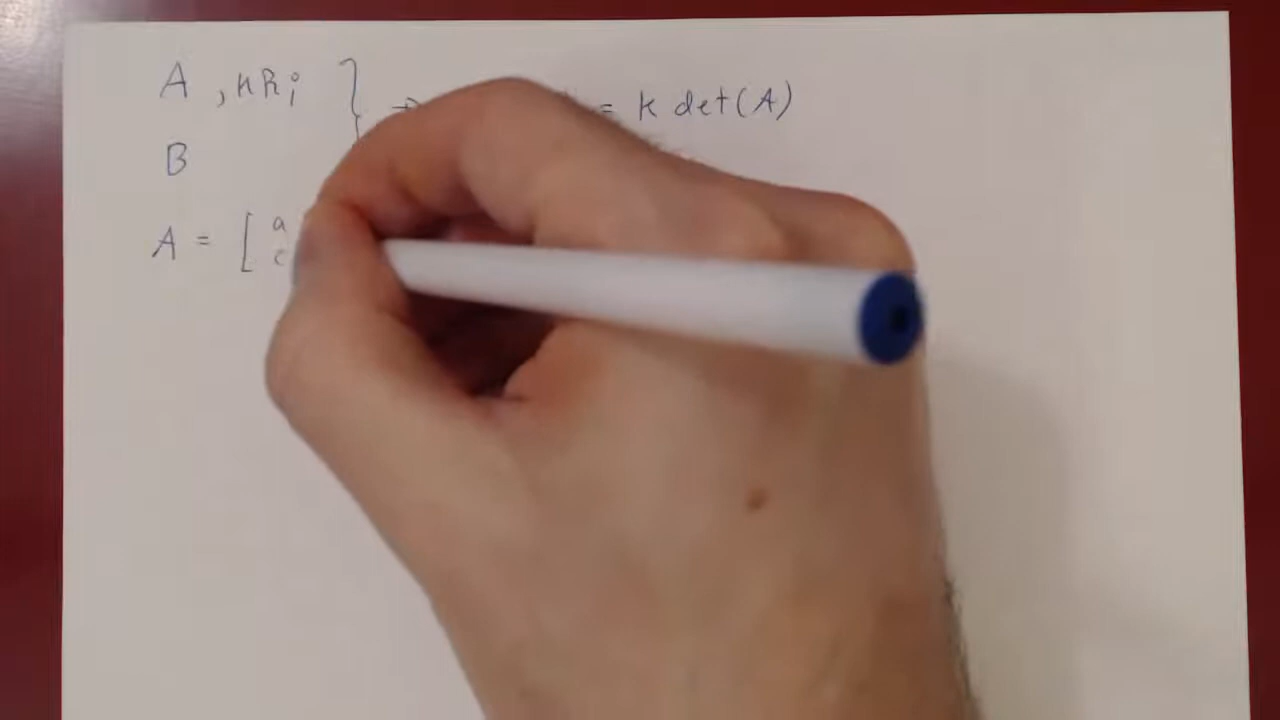 A , kRi } = k det(A)
B
A = [ a
c